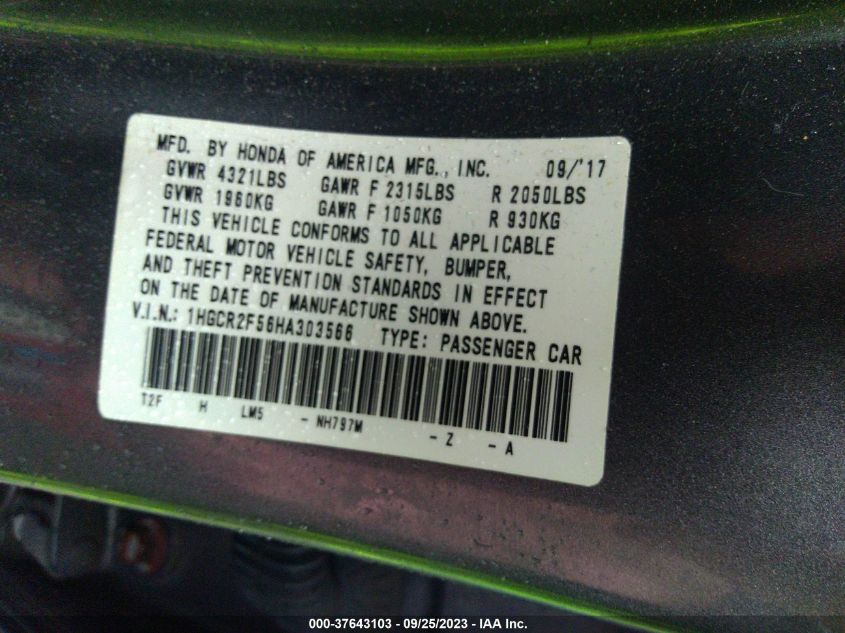 MFD. BY HONDA OF AMERICA MFG., INC. 09/'17
GVWR 4321LBS GAWR F 2315LBS R 2050LBS
GVWR 1960KG GAWR F 1050KG R 930KG
THIS VEHICLE CONFORMS TO ALL APPLICABLE
FEDERAL MOTOR VEHICLE SAFETY, BUMPER,
AND THEFT PREVENTION STANDARDS IN EFFECT
ON THE DATE OF MANUFACTURE SHOWN ABOVE.
V.I.N.: 1HGCR2F56HA303566 TYPE: PASSENGER CAR
T2F H LM5 - NH797M - Z - A
000-37643103 - 09/25/2023 - IAA Inc.